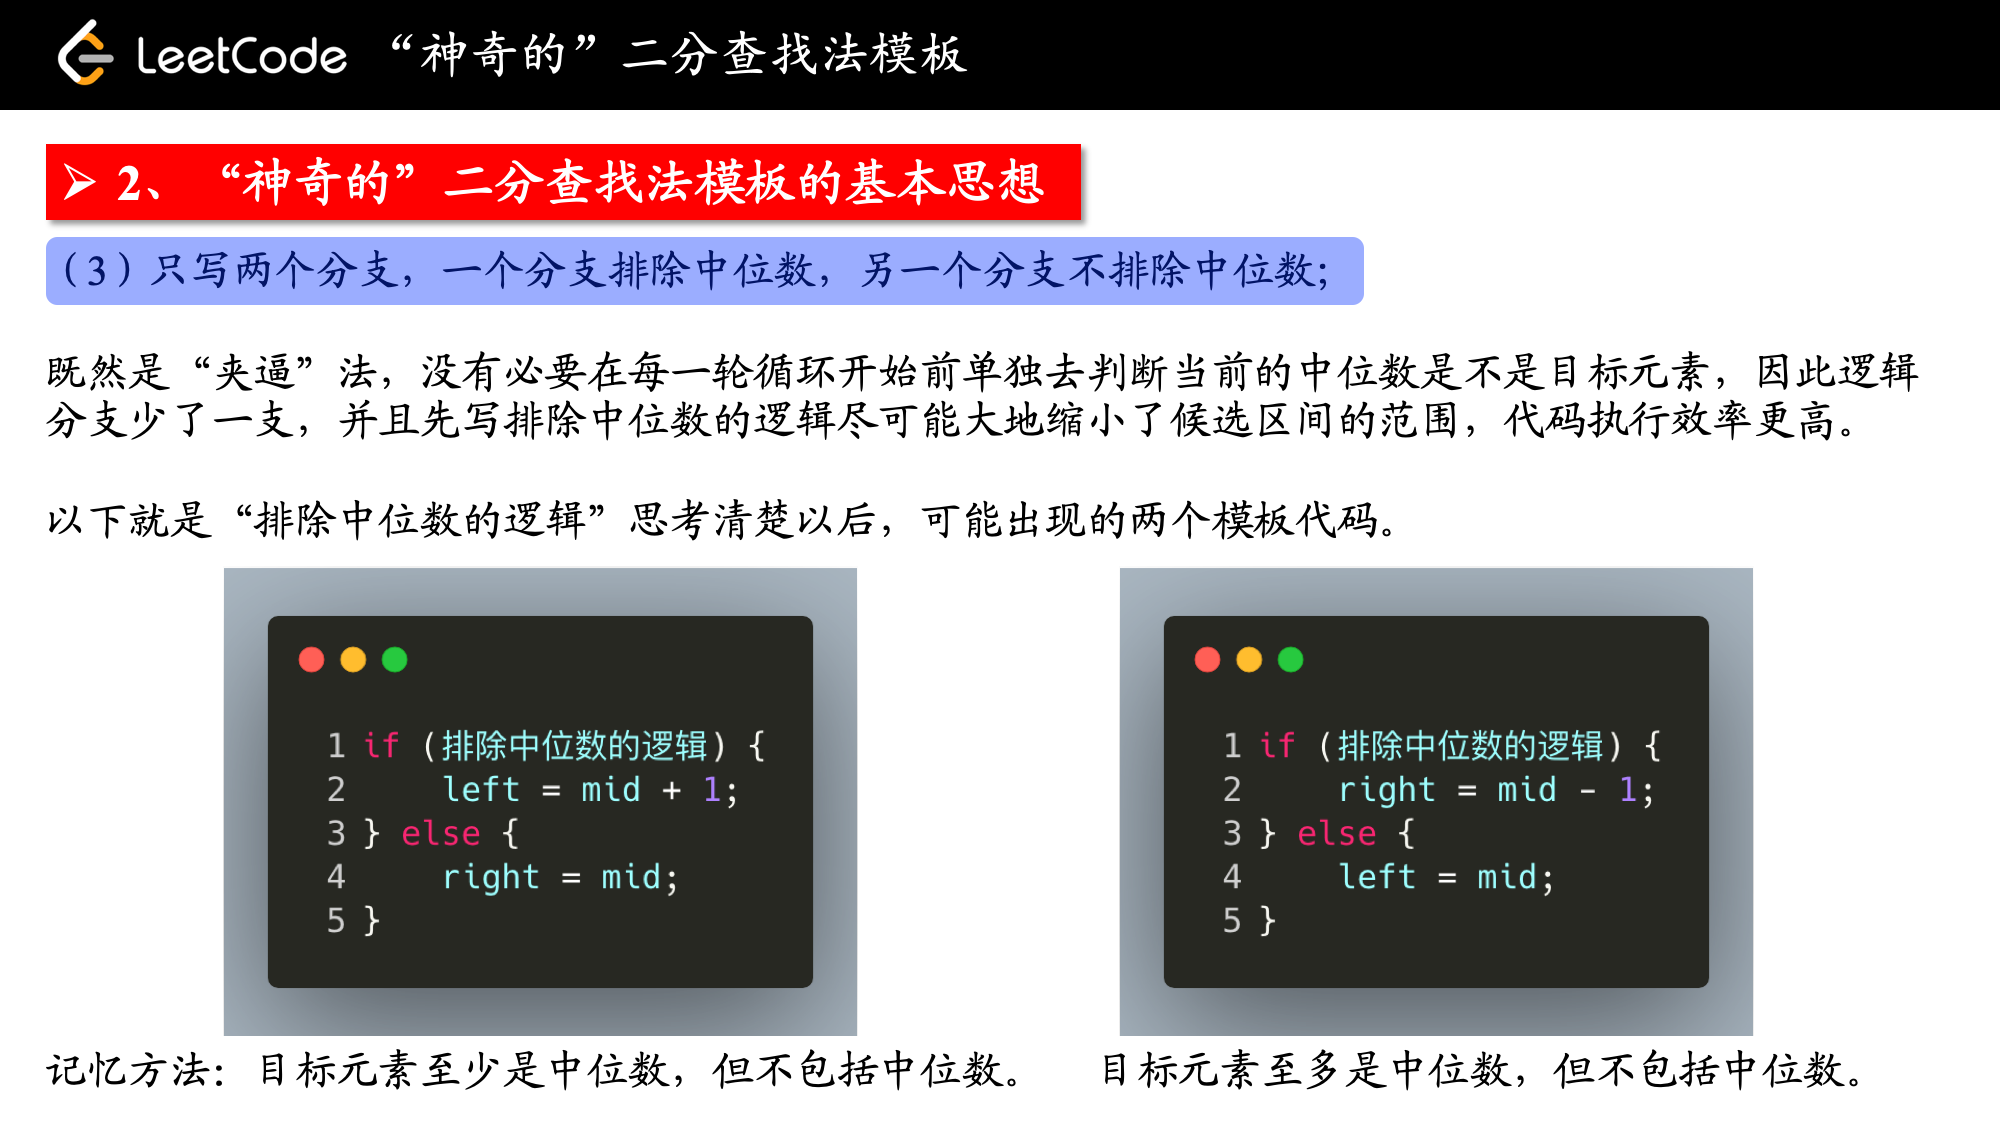 LeetCode “神奇的”二分查找法模板
➢ 2、“神奇的”二分查找法模板的基本思想
（3）只写两个分支，一个分支排除中位数，另一个分支不排除中位数；
既然是“夹逼”法，没有必要在每一轮循环开始前单独去判断当前的中位数是不是目标元素，因此逻辑
分支少了一支，并且先写排除中位数的逻辑尽可能大地缩小了候选区间的范围，代码执行效率更高。
以下就是“排除中位数的逻辑”思考清楚以后，可能出现的两个模板代码。
1 if (排除中位数的逻辑) {
2     left = mid + 1;
3 } else {
4     right = mid;
5 }
1 if (排除中位数的逻辑) {
2     right = mid - 1;
3 } else {
4     left = mid;
5 }
记忆方法：目标元素至少是中位数，但不包括中位数。
目标元素至多是中位数，但不包括中位数。